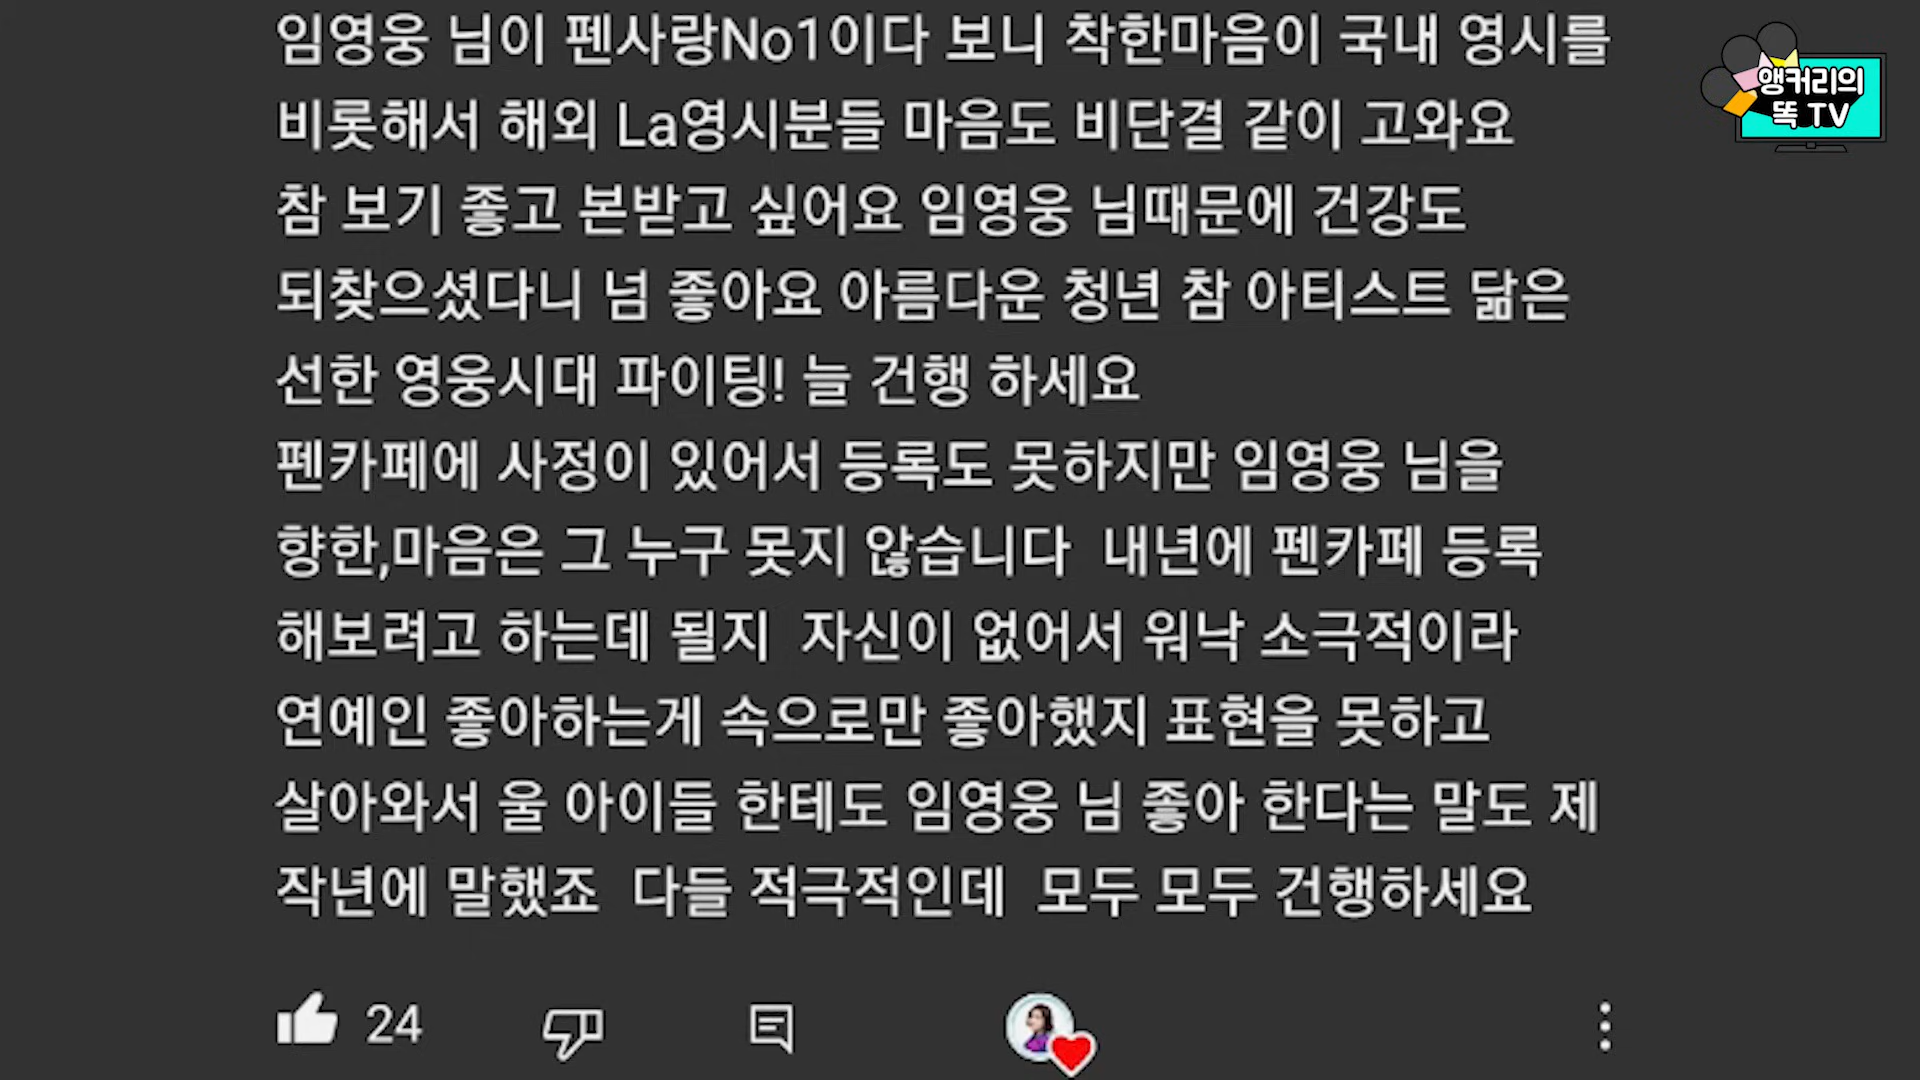 임영웅 님이 펜사랑No1이다 보니 착한마음이 국내 영시를
비롯해서 해외 La영시분들 마음도 비단결 같이 고와요
참 보기 좋고 본받고 싶어요 임영웅 님때문에 건강도
되찾으셨다니 넘 좋아요 아름다운 청년 참 아티스트 닮은
선한 영웅시대 파이팅! 늘 건행 하세요
펜카페에 사정이 있어서 등록도 못하지만 임영웅 님을
향한,마음은 그 누구 못지 않습니다  내년에 펜카페 등록
해보려고 하는데 될지  자신이 없어서 워낙 소극적이라
연예인 좋아하는게 속으로만 좋아했지 표현을 못하고
살아와서 울 아이들 한테도 임영웅 님 좋아 한다는 말도 제
작년에 말했죠  다들 적극적인데  모두 모두 건행하세요
24
앵커리의
똑 TV